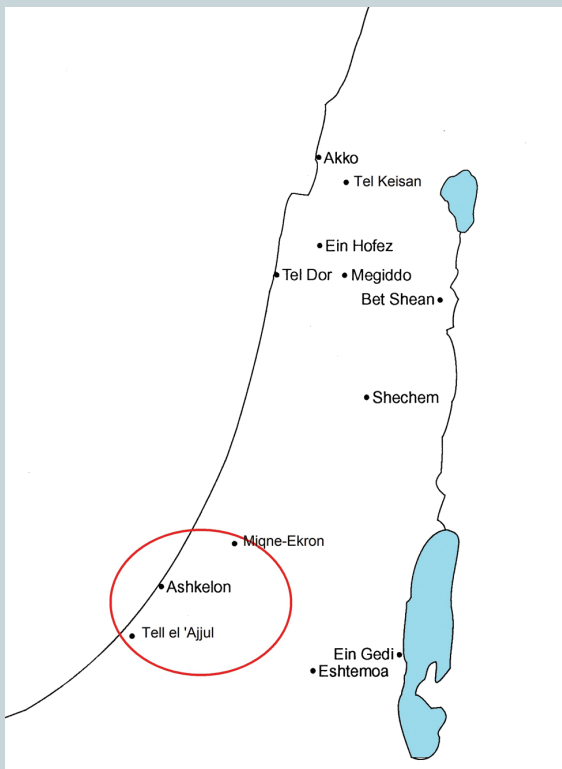 Akko
Tel Keisan
Ein Hofez
Tel Dor
Megiddo
Bet Shean
Shechem
Miqne-Ekron
Ashkelon
Tell el 'Ajjul
Ein Gedi
Eshtemoa